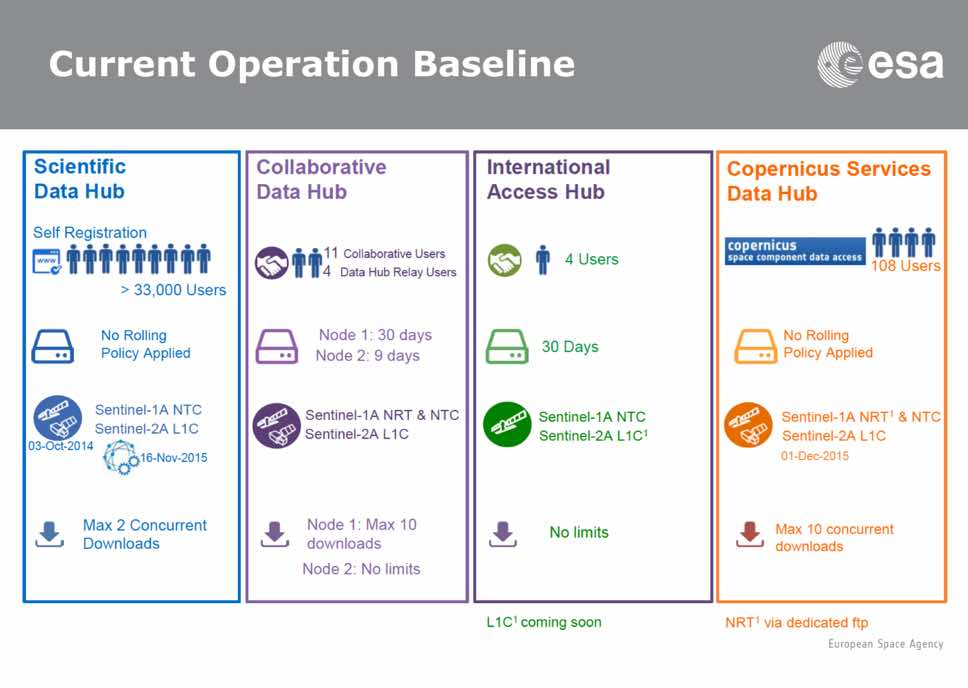 Current Operation Baseline
esa
Scientific
Data Hub
Self Registration
www
> 33,000 Users
No Rolling
Policy Applied
Sentinel-1A NTC
Sentinel-2A L1C
03-Oct-2014
16-Nov-2015
Max 2 Concurrent
Downloads
Collaborative
Data Hub
11 Collaborative Users
4 Data Hub Relay Users
Node 1: 30 days
Node 2: 9 days
Sentinel-1A NRT & NTC
Sentinel-2A L1C
Node 1: Max 10
downloads
Node 2: No limits
International
Access Hub
4 Users
30 Days
Sentinel-1A NTC
Sentinel-2A L1C¹
No limits
L1C¹ coming soon
Copernicus Services
Data Hub
copernicus
space component data access
108 Users
No Rolling
Policy Applied
Sentinel-1A NRT¹ & NTC
Sentinel-2A L1C
01-Dec-2015
Max 10 concurrent
downloads
NRT¹ via dedicated ftp
European Space Agency